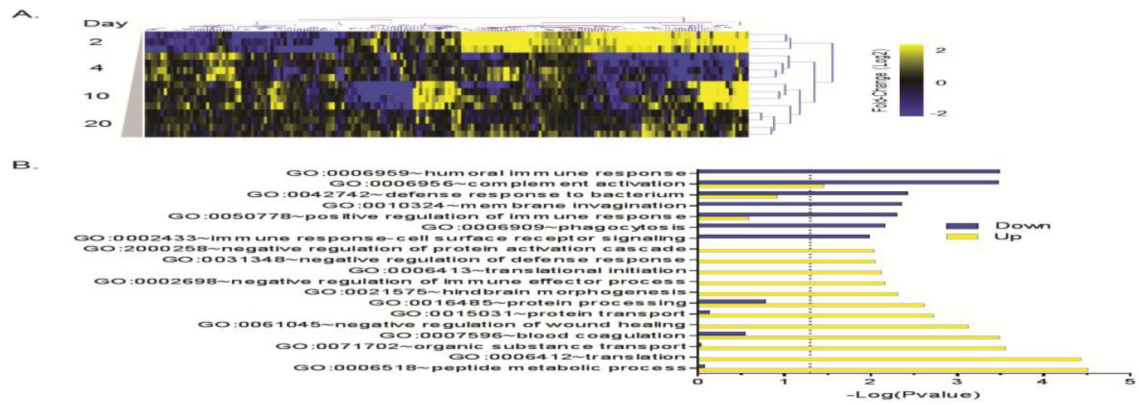 A.
Day
2
4
10
20
Fold-Change (Log2)
2
0
-2
B.
GO:0006959~humoral immune response
GO:0006956~complement activation
GO:0042742~defense response to bacterium
GO:0010324~membrane invagination
GO:0050778~positive regulation of immune response
GO:0006909~phagocytosis
GO:0002433~immune response-cell surface receptor signaling
GO:2000258~negative regulation of protein activation cascade
GO:0031348~negative regulation of defense response
GO:0006413~translational initiation
GO:0002698~negative regulation of immune effector process
GO:0021575~hindbrain morphogenesis
GO:0016485~protein processing
GO:0015031~protein transport
GO:0061045~negative regulation of wound healing
GO:0007596~blood coagulation
GO:0071702~organic substance transport
GO:0006412~translation
GO:0006518~peptide metabolic process
Down
Up
0 1 2 3 4 5
-Log(Pvalue)